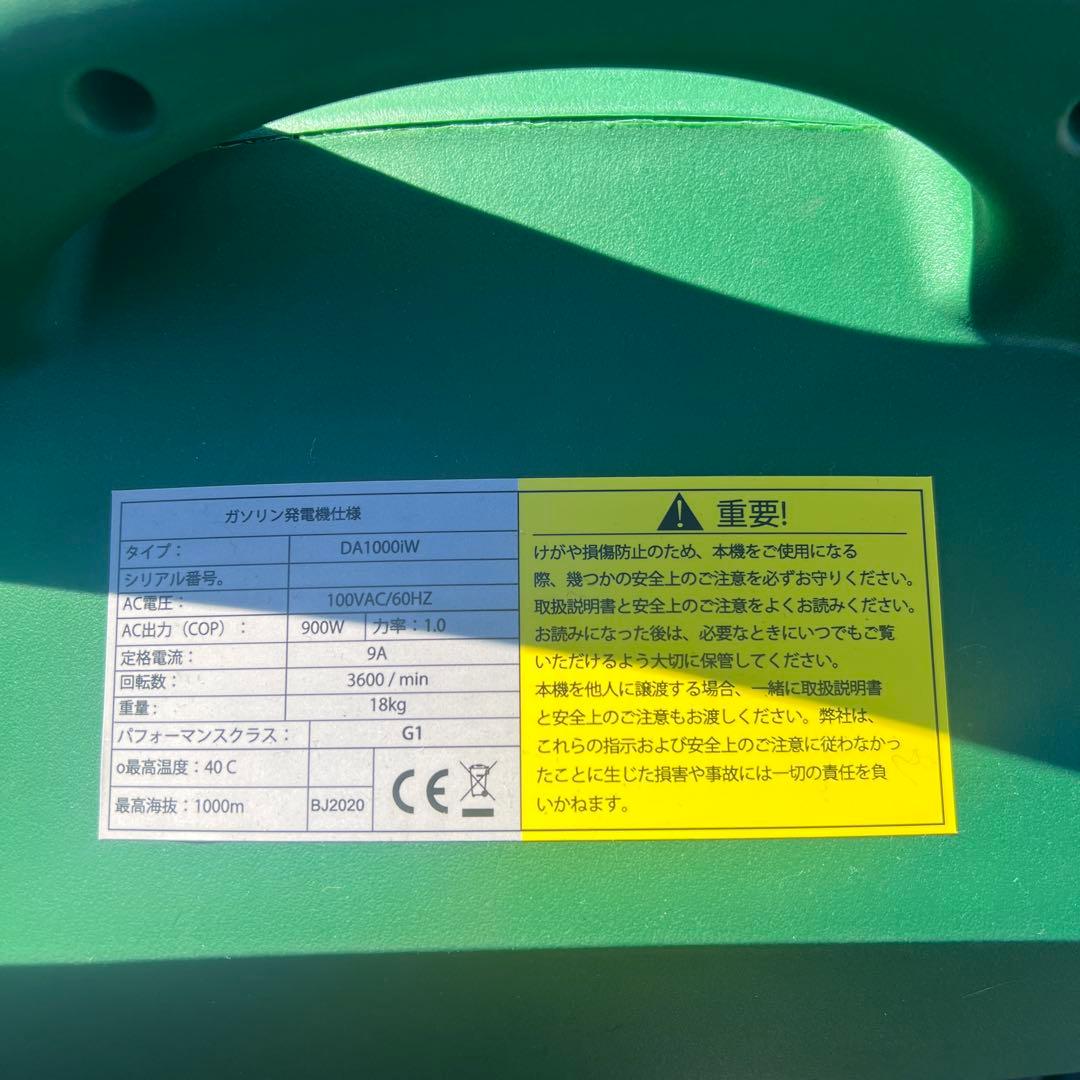 ガソリン発電機仕様
タイプ： DA1000iW
シリアル番号。
AC電圧： 100VAC/60HZ
AC出力（COP）： 900W 力率：1.0
定格電流： 9A
回転数： 3600 / min
重量： 18kg
パフォーマンスクラス： G1
o最高温度：40 C
最高海抜：1000m BJ2020
CE
重要!
けがや損傷防止のため、本機をご使用になる
際、幾つかの安全上のご注意を必ずお守りください。
取扱説明書と安全上のご注意をよくお読みください。
お読みになった後は、必要なときにいつでもご覧
いただけるよう大切に保管してください。
本機を他人に譲渡する場合、一緒に取扱説明書
と安全上のご注意もお渡しください。弊社は、
これらの指示および安全上のご注意に従わなかっ
たことに生じた損害や事故には一切の責任を負
いかねます。